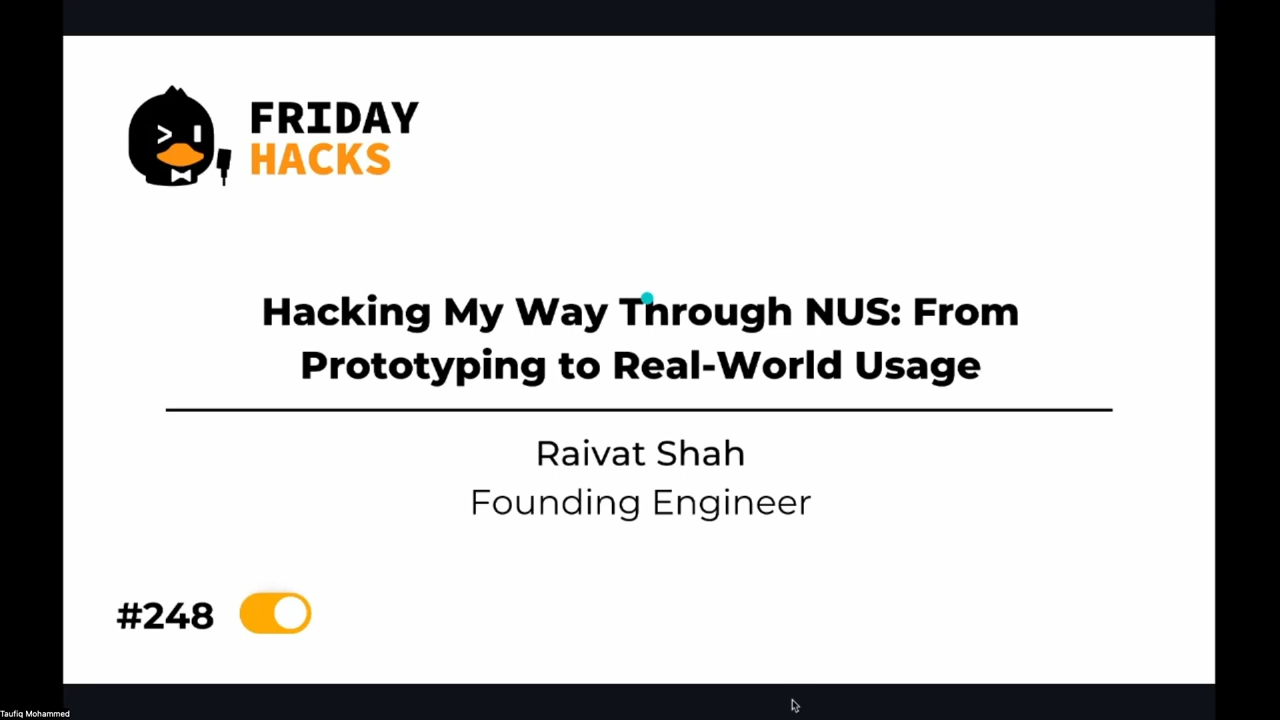 FRIDAY
HACKS
Hacking My Way Through NUS: From
Prototyping to Real-World Usage
Raivat Shah
Founding Engineer
#248
Taufiq Mohammed